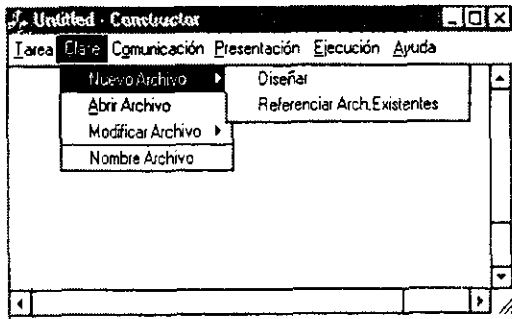 Untitled - Constructor
Tarea Clase Comunicación Presentación Ejecución Ayuda
Nuevo Archivo Diseñar
Abrir Archivo Referenciar Arch.Existentes
Modificar Archivo
Nombre Archivo